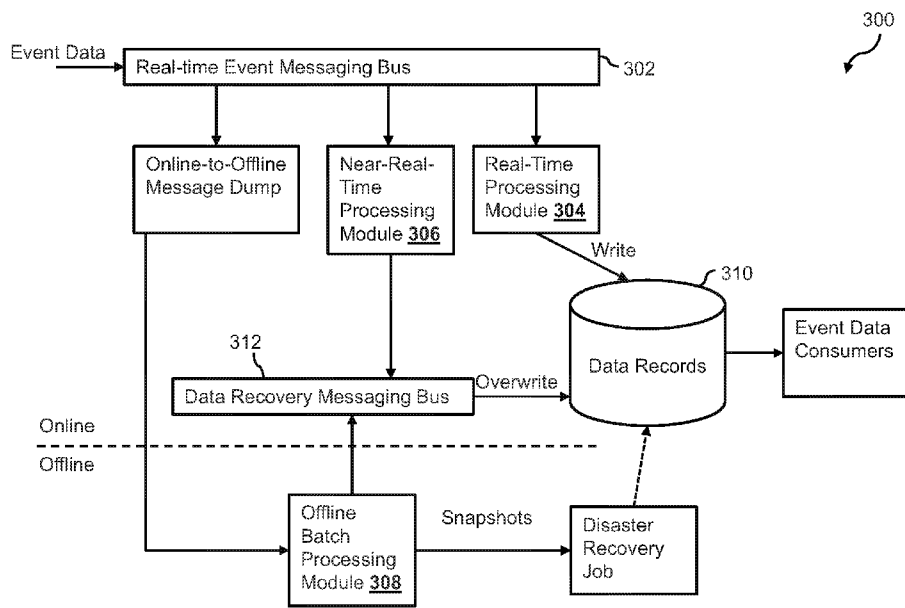 300
Event Data
Real-time Event Messaging Bus
302
Online-to-Offline
Message Dump
Near-Real-
Time
Processing
Module 306
Real-Time
Processing
Module 304
Write
310
Data Records
Event Data
Consumers
312
Data Recovery Messaging Bus
Overwrite
Online
Offline
Offline
Batch
Processing
Module 308
Snapshots
Disaster
Recovery
Job